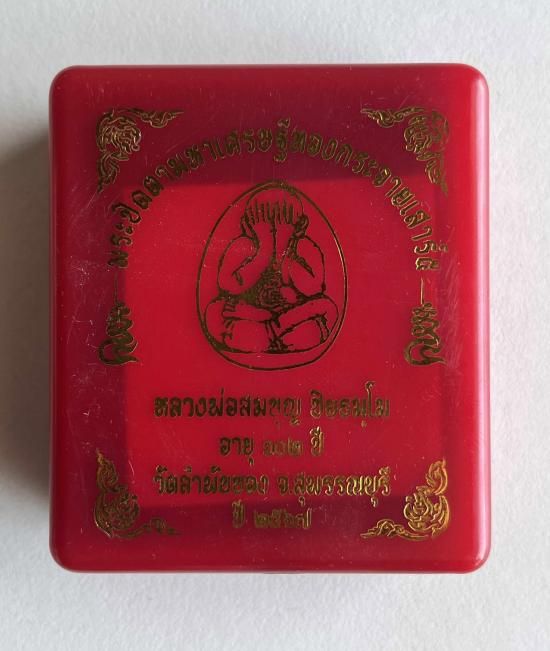 พระปิดตามหาเศรษฐีทองกระจายเสาร์๕
หลวงพ่อสมบุญ ปิยธมฺโม
อายุ ๑๐๒ ปี
วัดลำพันบอง จ.สุพรรณบุรี
ปี ๒๕๖๗